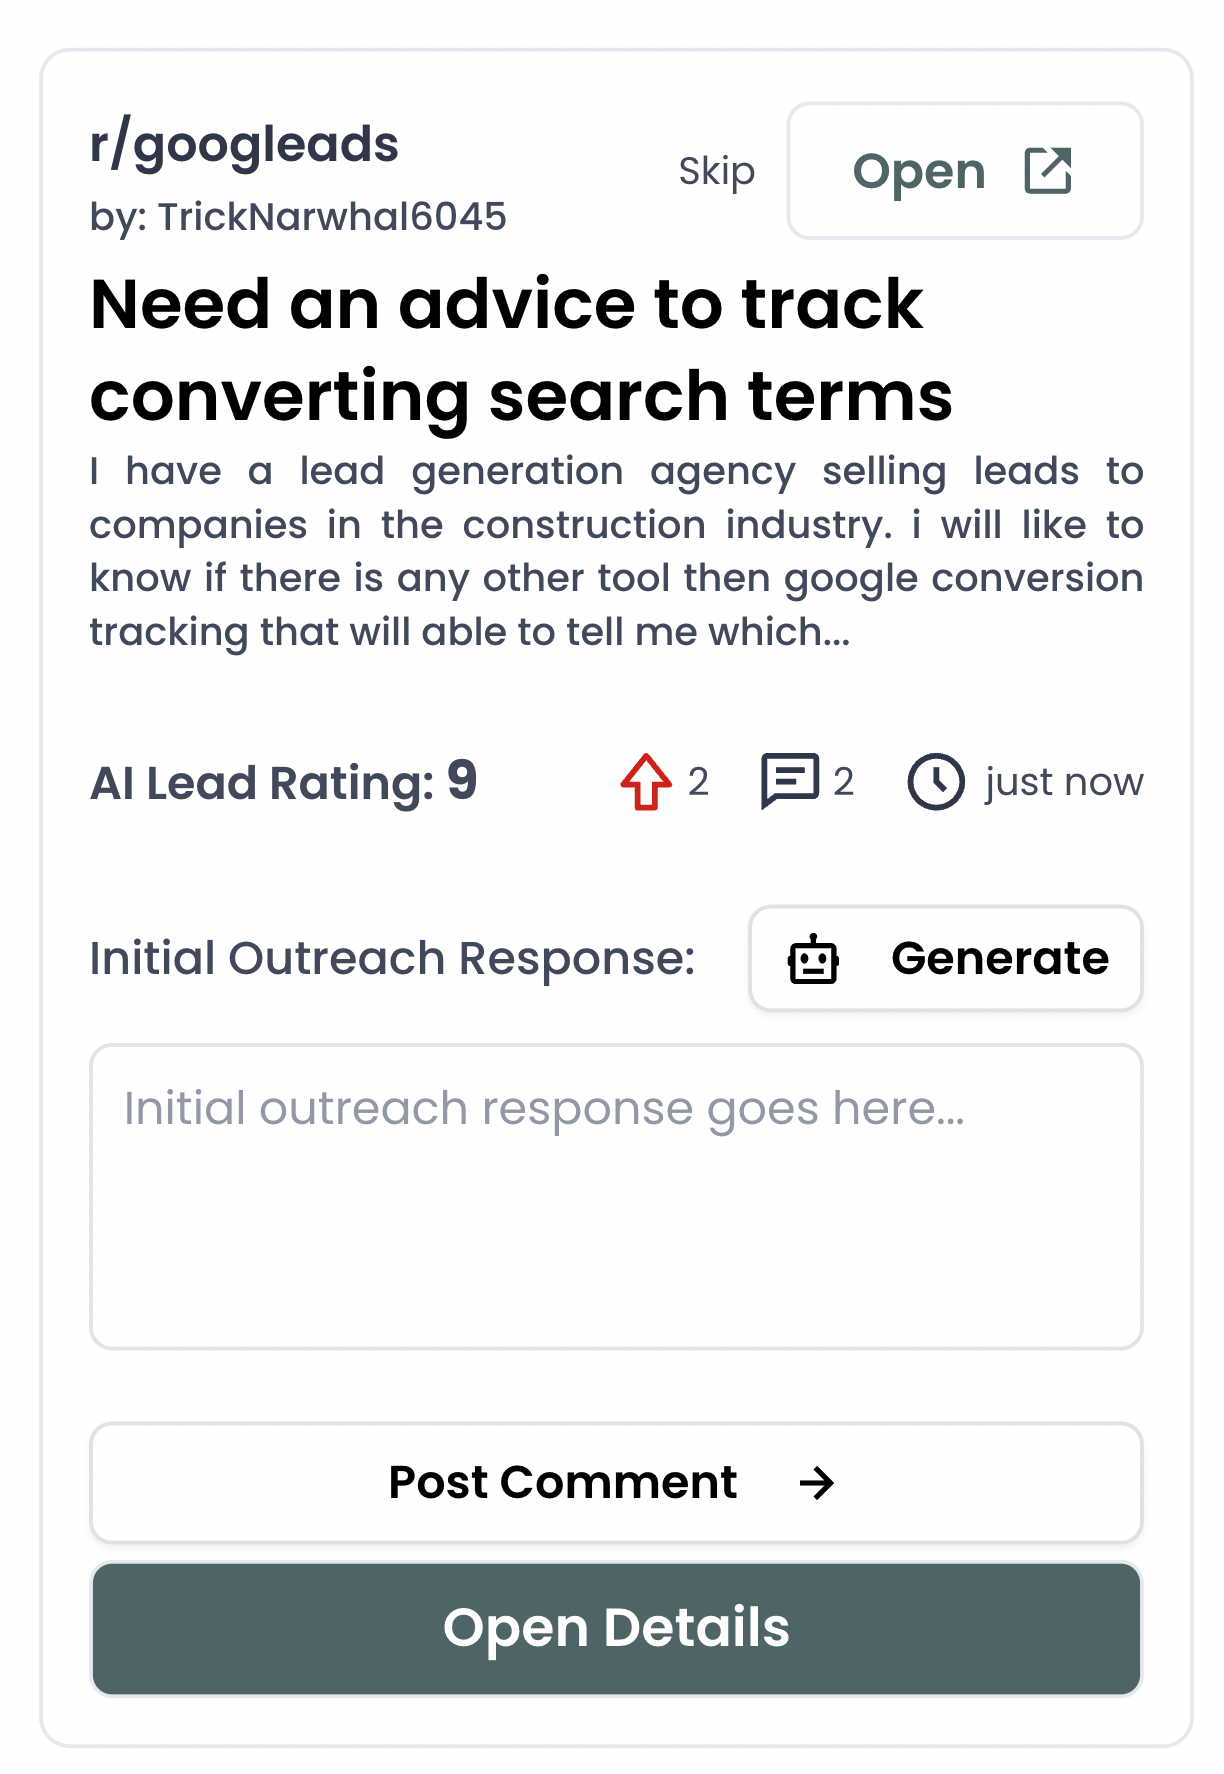 r/googleads
by: TrickNarwhal6045
Skip
Open
Need an advice to track
converting search terms
I have a lead generation agency selling leads to
companies in the construction industry. i will like to
know if there is any other tool then google conversion
tracking that will able to tell me which...
AI Lead Rating: 9
2
2
just now
Initial Outreach Response:
Generate
Initial outreach response goes here...
Post Comment
Open Details